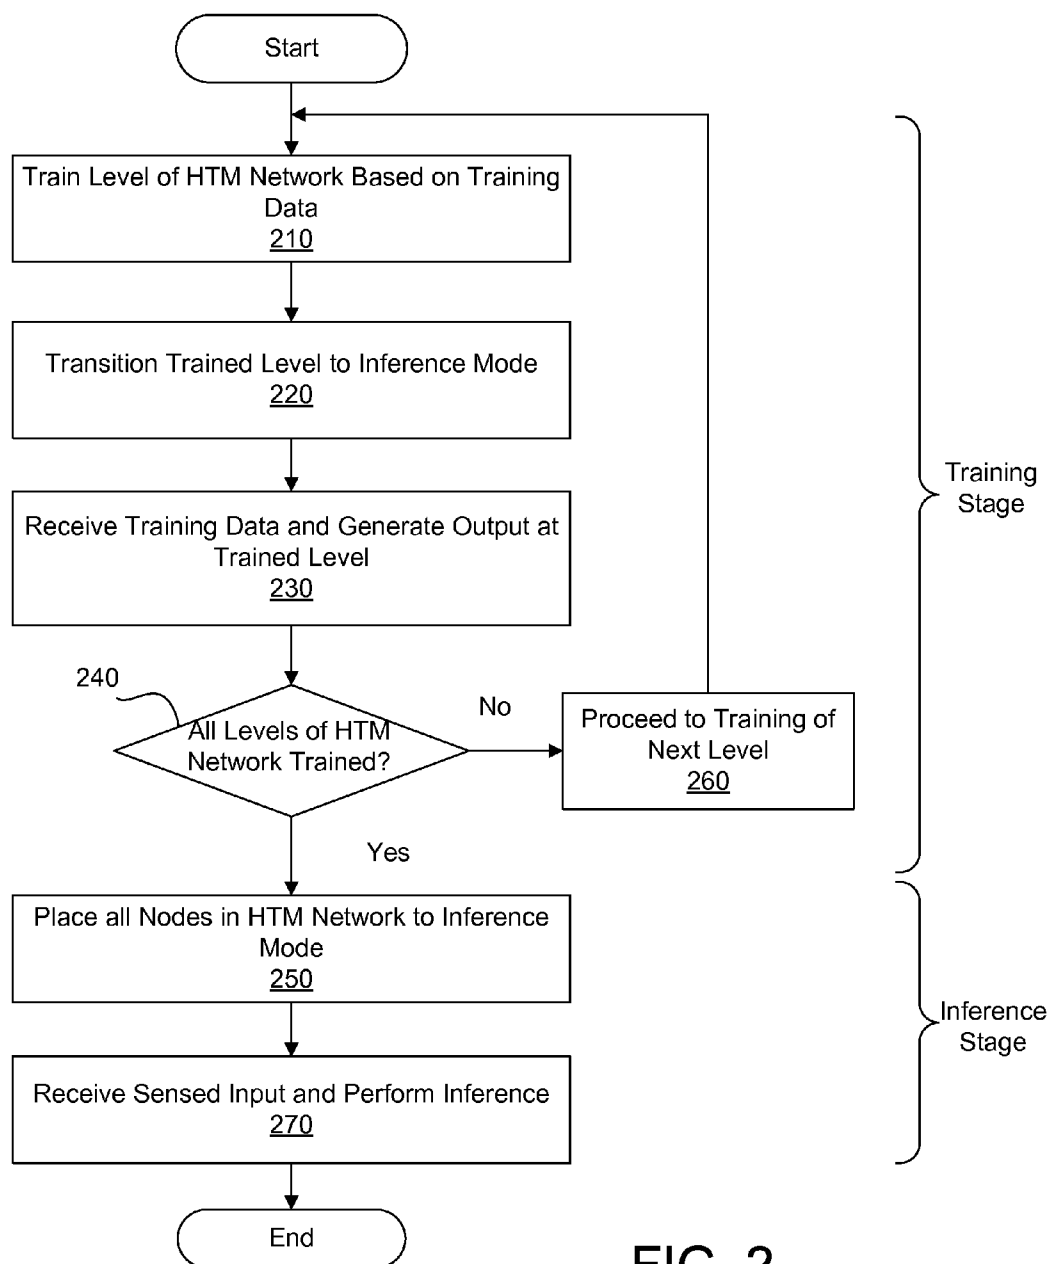 Start
Train Level of HTM Network Based on Training
Data
210
Transition Trained Level to Inference Mode
220
Receive Training Data and Generate Output at
Trained Level
230
Training
Stage
240
All Levels of HTM
Network Trained?
No
Proceed to Training of
Next Level
260
Yes
Place all Nodes in HTM Network to Inference
Mode
250
Inference
Stage
Receive Sensed Input and Perform Inference
270
End
FIG. 2